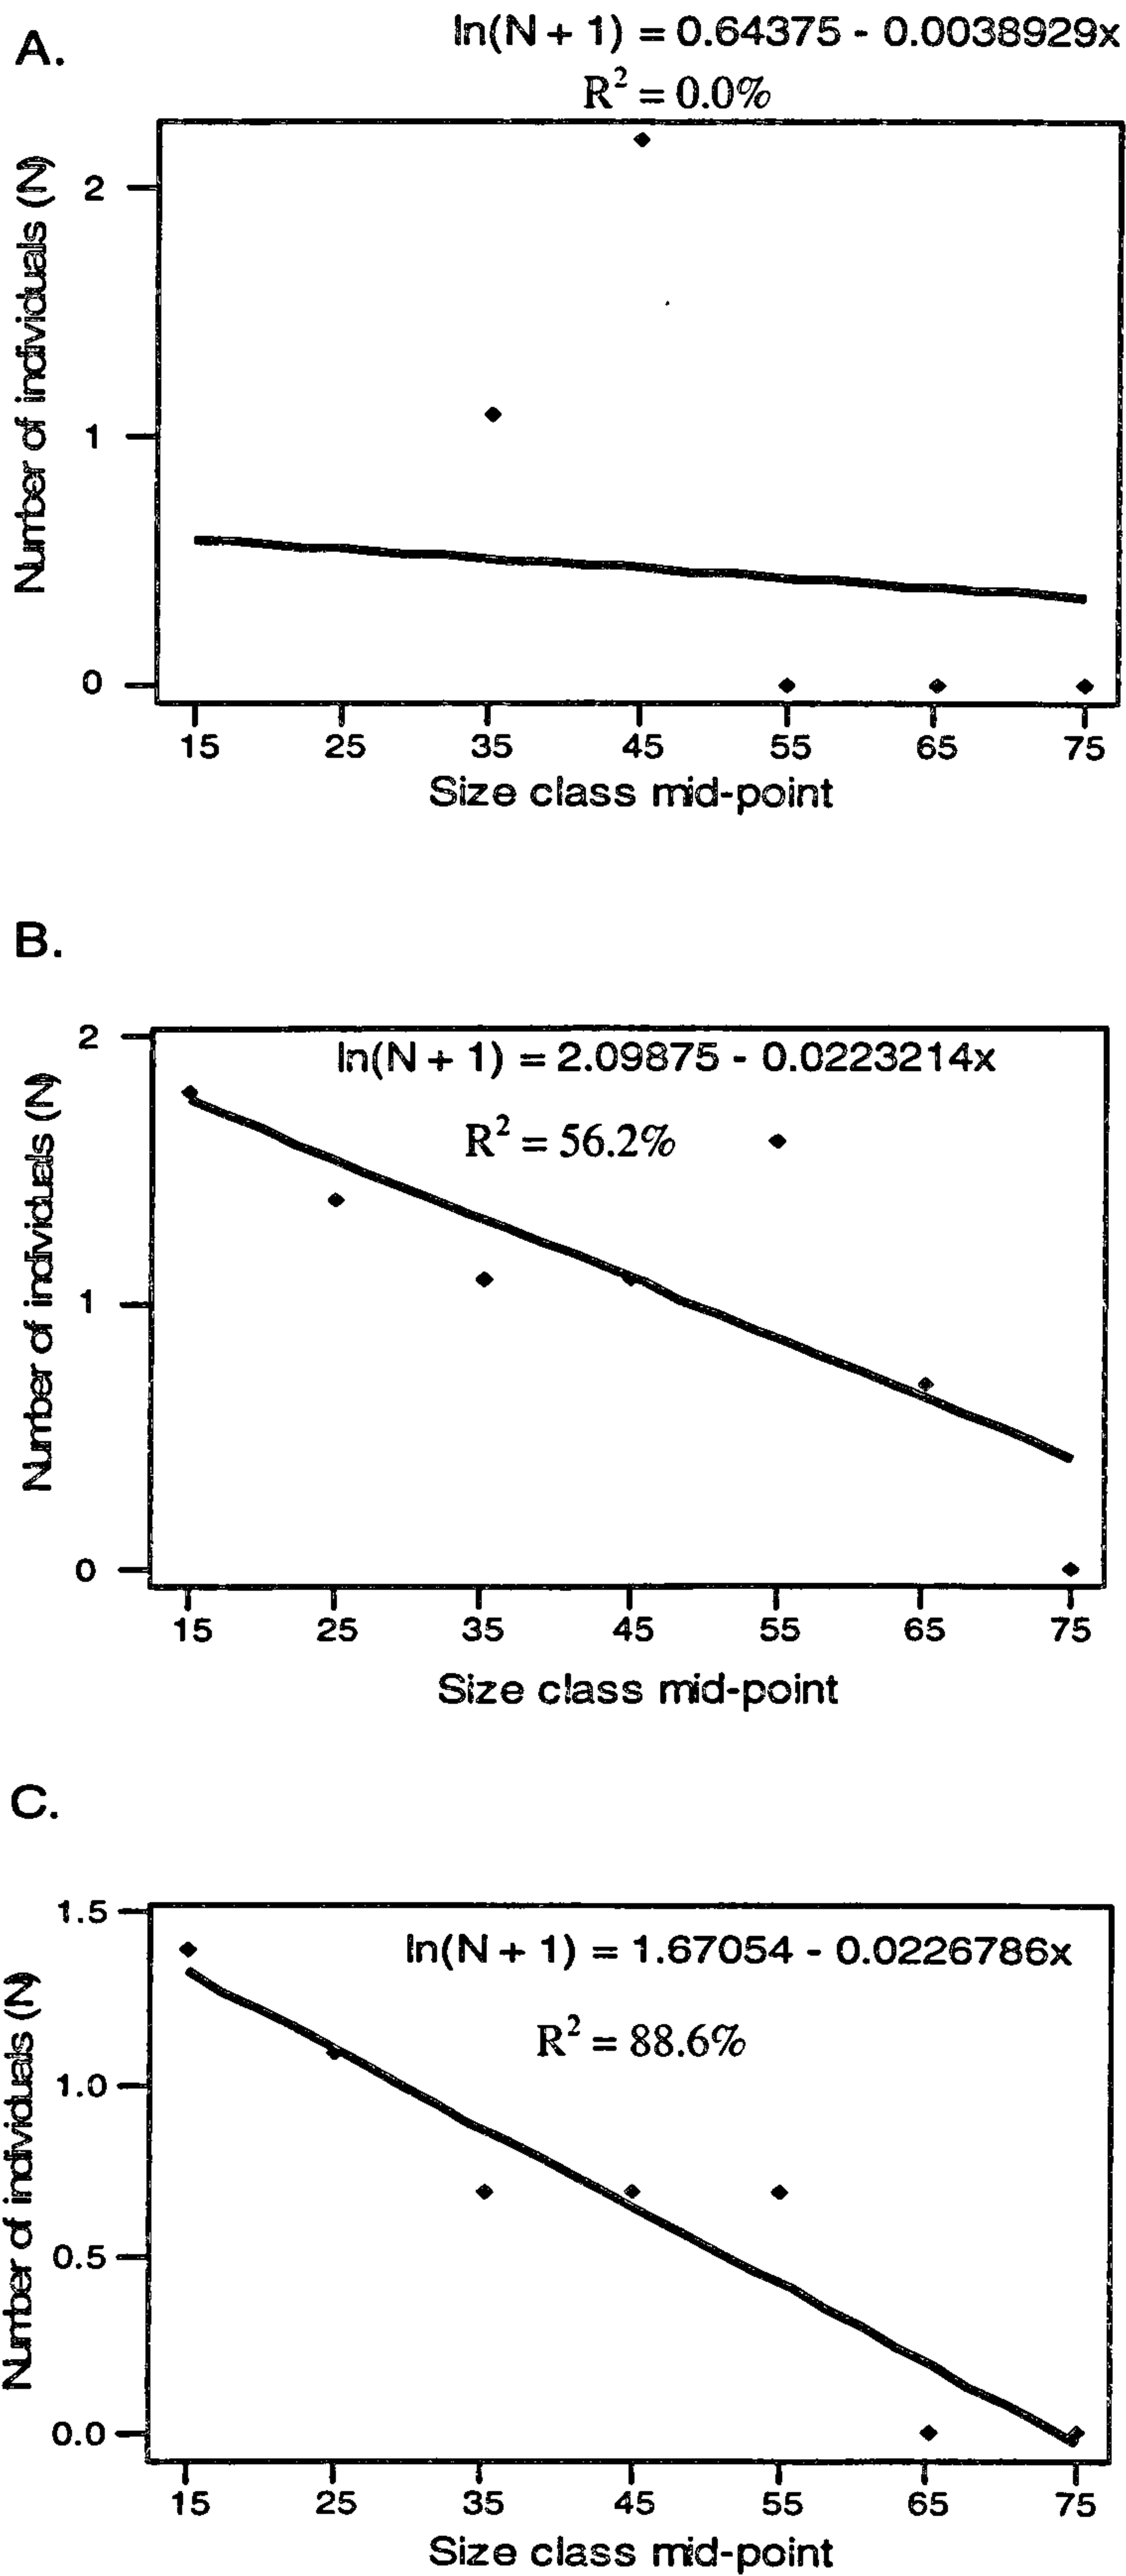 A.
ln(N + 1) = 0.64375 - 0.0038929x
R² = 0.0%
Number of individuals (N)
2
1
0
15 25 35 45 55 65 75
Size class mid-point
B.
ln(N + 1) = 2.09875 - 0.0223214x
R² = 56.2%
Number of individuals (N)
2
1
0
15 25 35 45 55 65 75
Size class mid-point
C.
ln(N + 1) = 1.67054 - 0.0226786x
R² = 88.6%
Number of individuals (N)
1.5
1.0
0.5
0.0
15 25 35 45 55 65 75
Size class mid-point